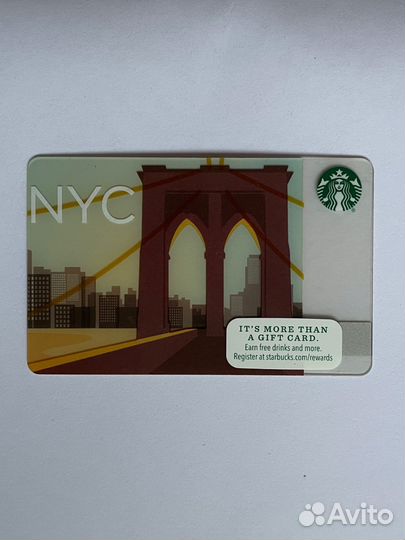 NYC
IT'S MORE THAN
A GIFT CARD.
Earn free drinks and more.
Register at starbucks.com/rewards
Avito